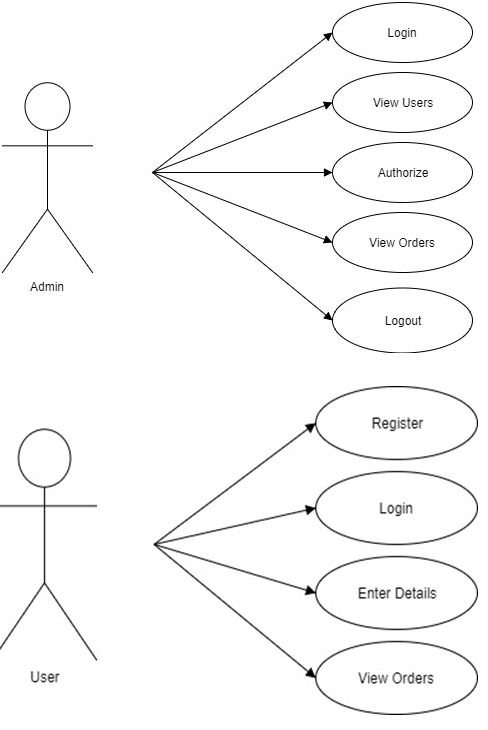 Login
View Users
Authorize
View Orders
Logout
Admin
Register
Login
Enter Details
View Orders
User